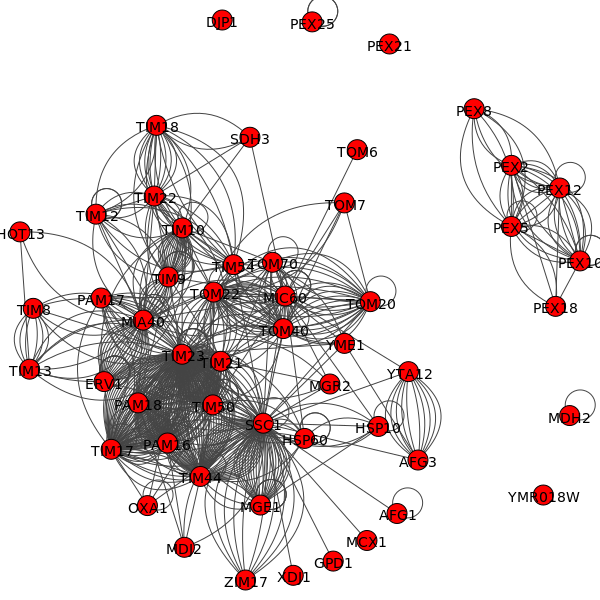 DJP1
PEX25
PEX21
PEX8
TIM18
SDH3
TOM6
PEX2
PEX12
TIM22
TOM7
TIM12
TIM10
PEX5
HOT13
TIM54
TOM70
PEX10
TIM9
TOM22
MIC60
TOM20
PAM17
TIM8
PEX18
MIA40
TOM40
YME1
TIM23
TIM21
TIM13
ERV1
MGR2
YTA12
PAM18
TIM50
MDH2
SSC1
HSP60
HSP10
TIM17
PAM16
AFG3
TIM44
YMR018W
OXA1
MGE1
AFG1
MDJ2
MCX1
GPD1
ZIM17
XDJ1